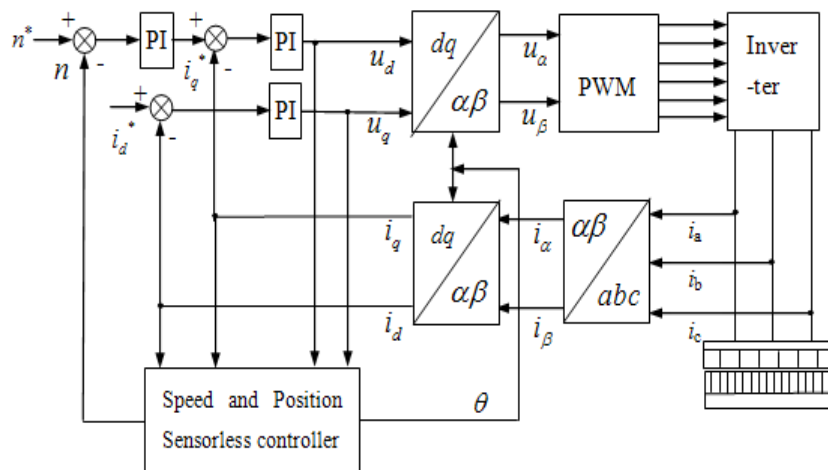 n* + - PI + i_q* - PI u_d dq αβ u_α PWM Inver
-ter
n + i_d* - PI u_q u_β
i_q dq αβ i_α αβ abc i_a
i_b
i_d i_β i_c
Speed and Position
Sensorless controller
θ